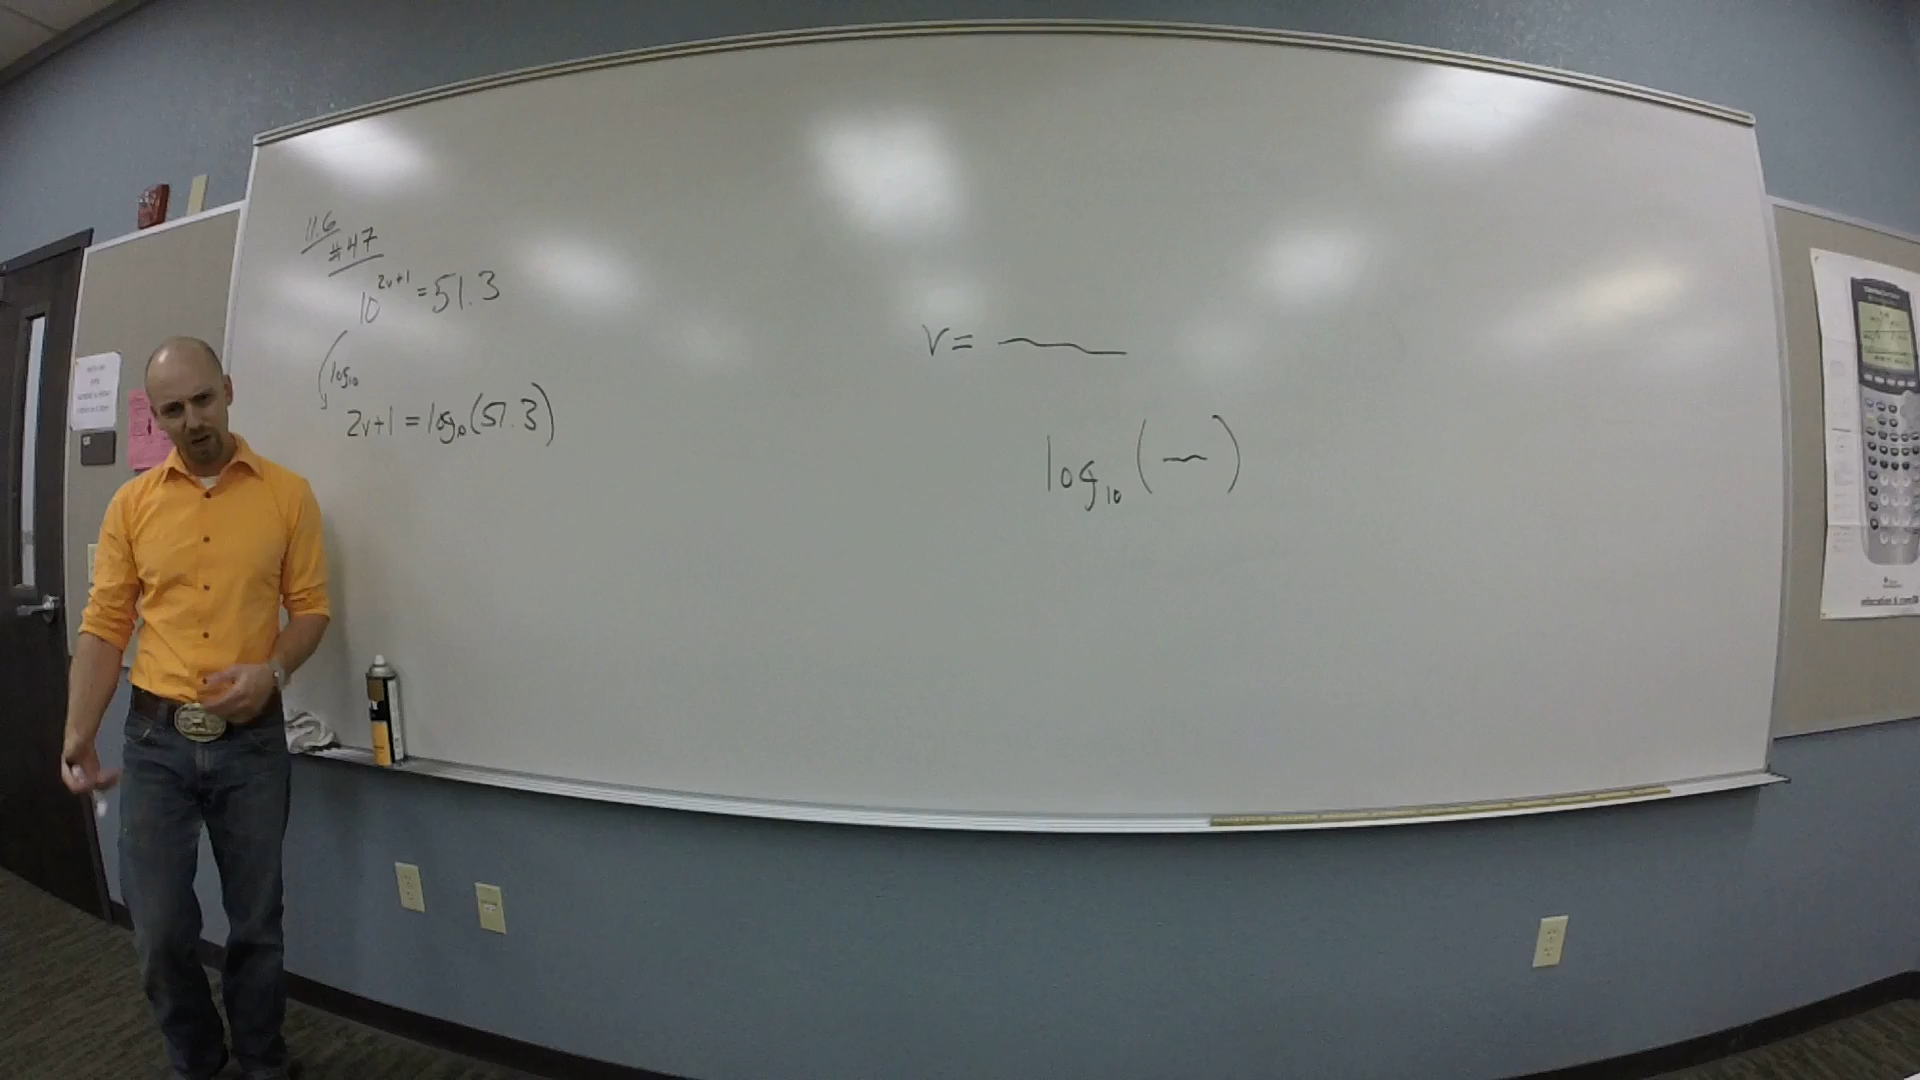 11.6
#47
10^{2v+1} = 51.3
log₁₀
2v+1 = log₁₀(51.3)
v =
log₁₀( )